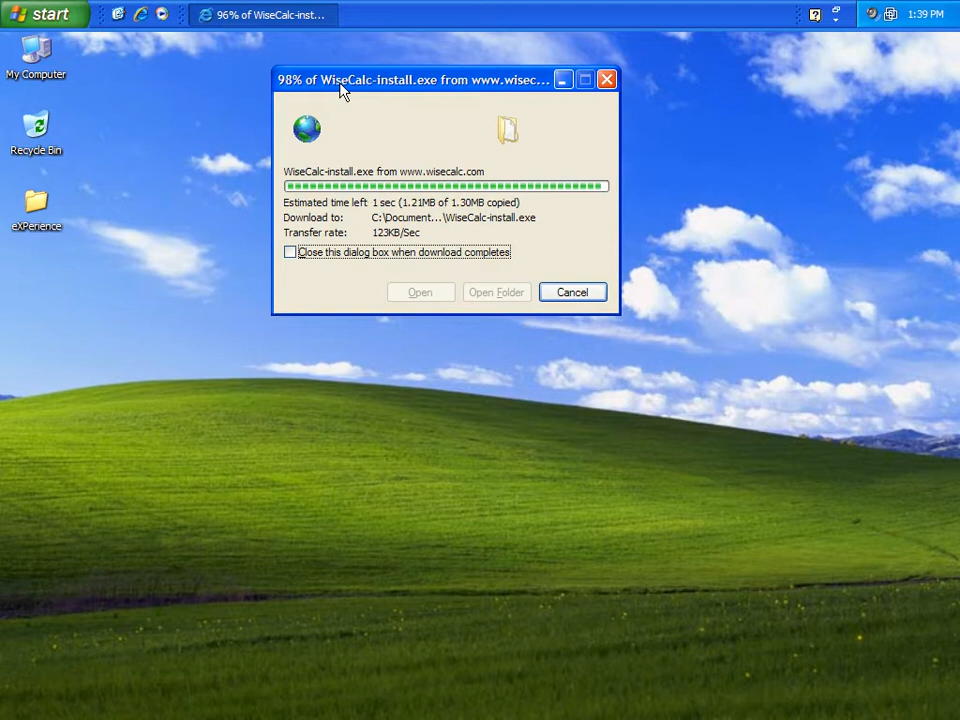 start
96% of WiseCalc-inst...
1:39 PM
My Computer
Recycle Bin
eXPerience
98% of WiseCalc-install.exe from www.wisec...
WiseCalc-install.exe from www.wisecalc.com
Estimated time left 1 sec (1.21MB of 1.30MB copied)
Download to: C:\Document...\WiseCalc-install.exe
Transfer rate: 123KB/Sec
Close this dialog box when download completes
Open Open Folder Cancel